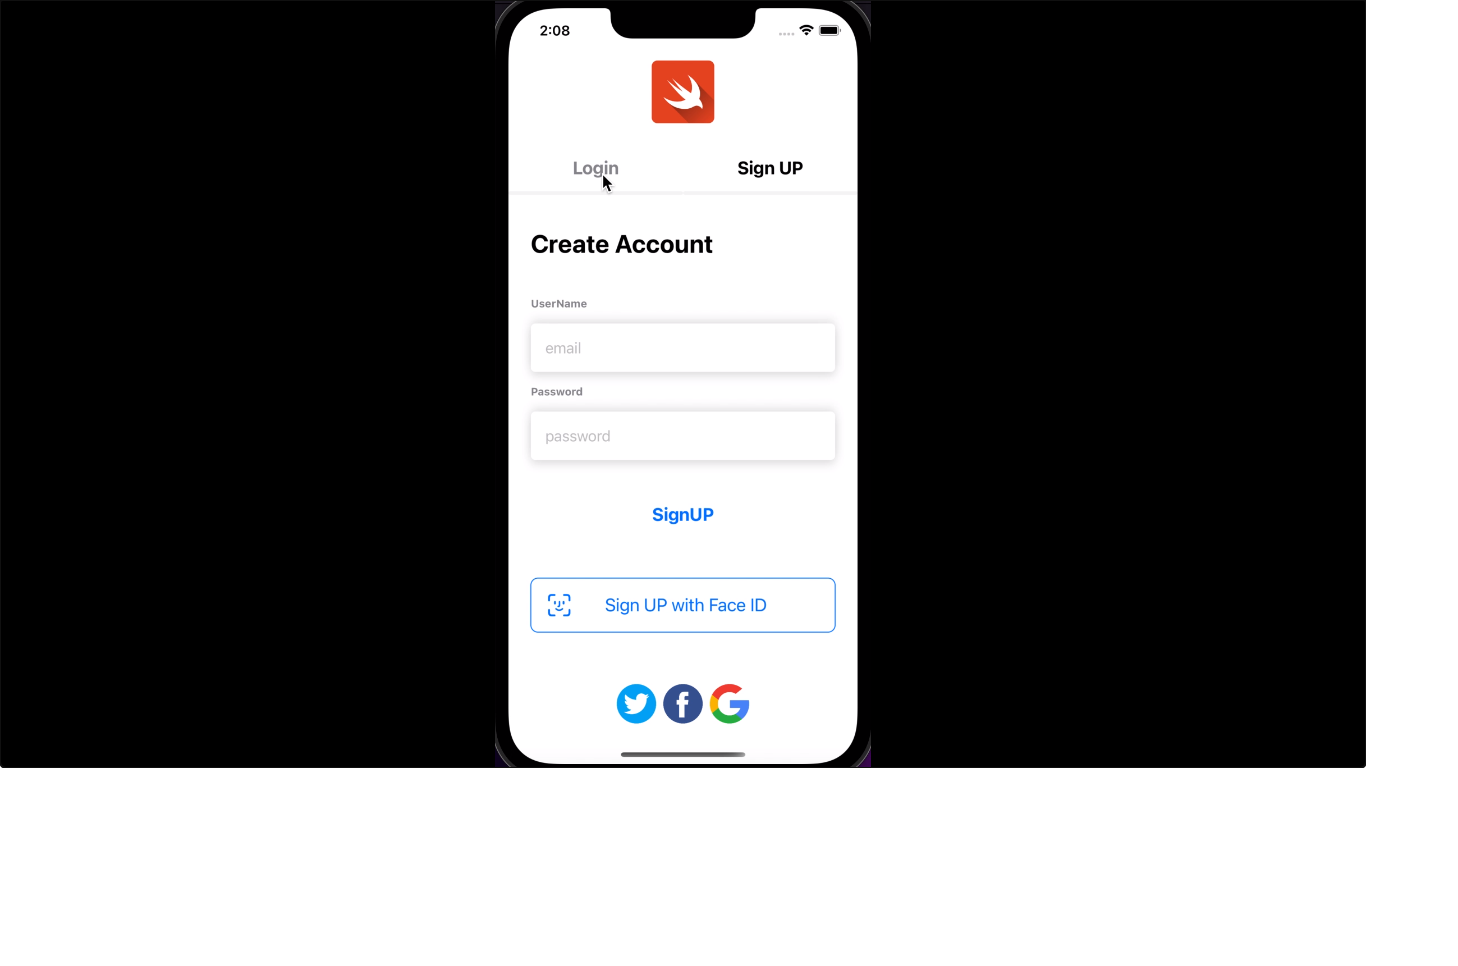 2:08
Login
Sign UP
Create Account
UserName
email
Password
password
SignUP
Sign UP with Face ID